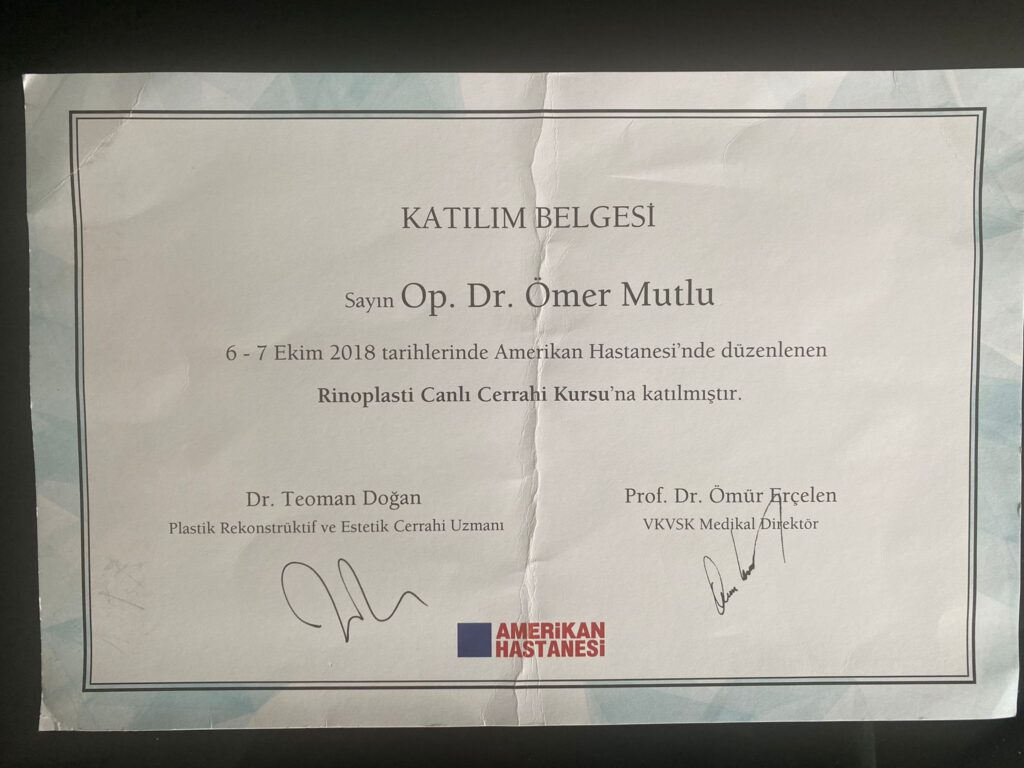 KATILIM BELGESİ
Sayın Op. Dr. Ömer Mutlu
6 - 7 Ekim 2018 tarihlerinde Amerikan Hastanesi’nde düzenlenen
Rinoplasti Canlı Cerrahi Kursu’na katılmıştır.
Dr. Teoman Doğan
Plastik Rekonstrüktif ve Estetik Cerrahi Uzmanı
Prof. Dr. Ömür Erçelen
VKVSK Medikal Direktör
AMERİKAN
HASTANESİ